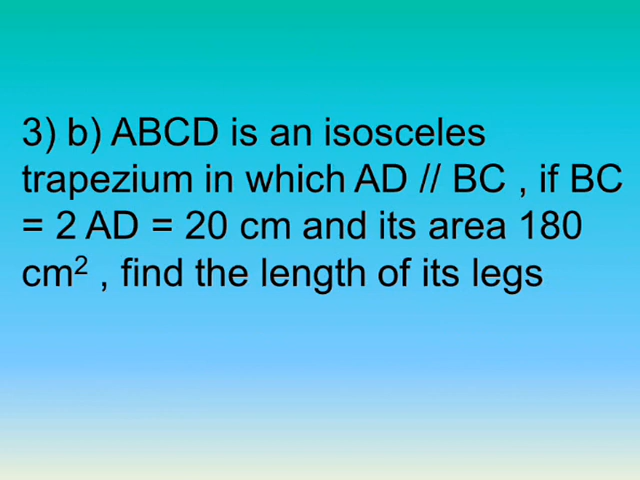 3) b) ABCD is an isosceles
trapezium in which AD // BC , if BC
= 2 AD = 20 cm and its area 180
cm² , find the length of its legs